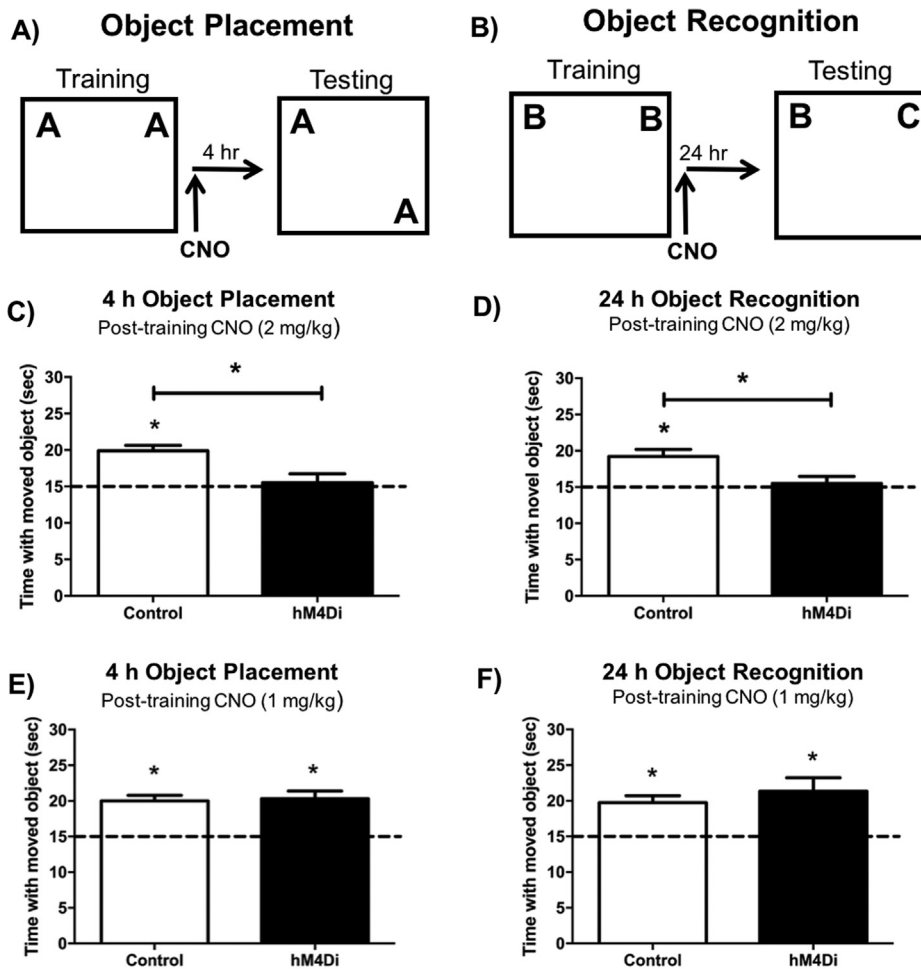 A)
Object Placement
Training
Testing
A A
A
4 hr
A
CNO
B)
Object Recognition
Training
Testing
B B
B C
24 hr
CNO
C)
4 h Object Placement
Post-training CNO (2 mg/kg)
Time with moved object (sec)
30
25
20
15
10
5
0
*
*
Control
hM4Di
D)
24 h Object Recognition
Post-training CNO (2 mg/kg)
Time with novel object (sec)
30
25
20
15
10
5
0
*
*
Control
hM4Di
E)
4 h Object Placement
Post-training CNO (1 mg/kg)
Time with moved object (sec)
30
25
20
15
10
5
0
*
*
Control
hM4Di
F)
24 h Object Recognition
Post-training CNO (1 mg/kg)
Time with moved object (sec)
30
25
20
15
10
5
0
*
*
Control
hM4Di